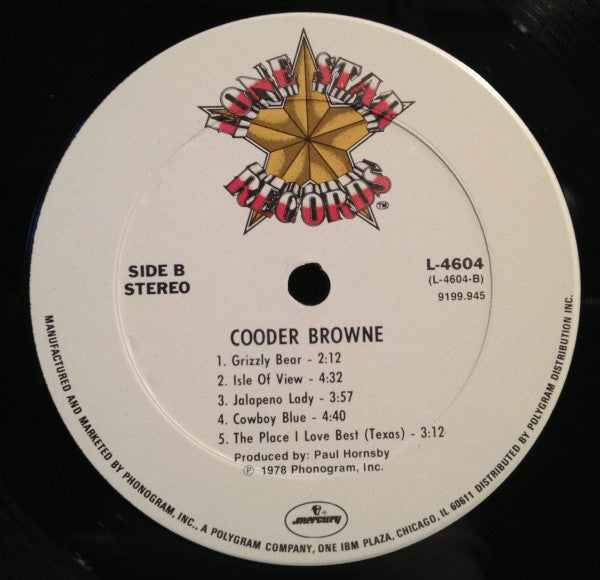 LONE STAR
RECORDS™
SIDE B
STEREO
L-4604
(L-4604-B)
9199.945
COODER BROWNE
1. Grizzly Bear - 2:12
2. Isle Of View - 4:32
3. Jalapeno Lady - 3:57
4. Cowboy Blue - 4:40
5. The Place I Love Best (Texas) - 3:12
Produced by: Paul Hornsby
℗ 1978 Phonogram, Inc.
mercury
MANUFACTURED AND MARKETED BY PHONOGRAM, INC., A POLYGRAM COMPANY, ONE IBM PLAZA, CHICAGO, IL 60611 DISTRIBUTED BY POLYGRAM DISTRIBUTION INC.